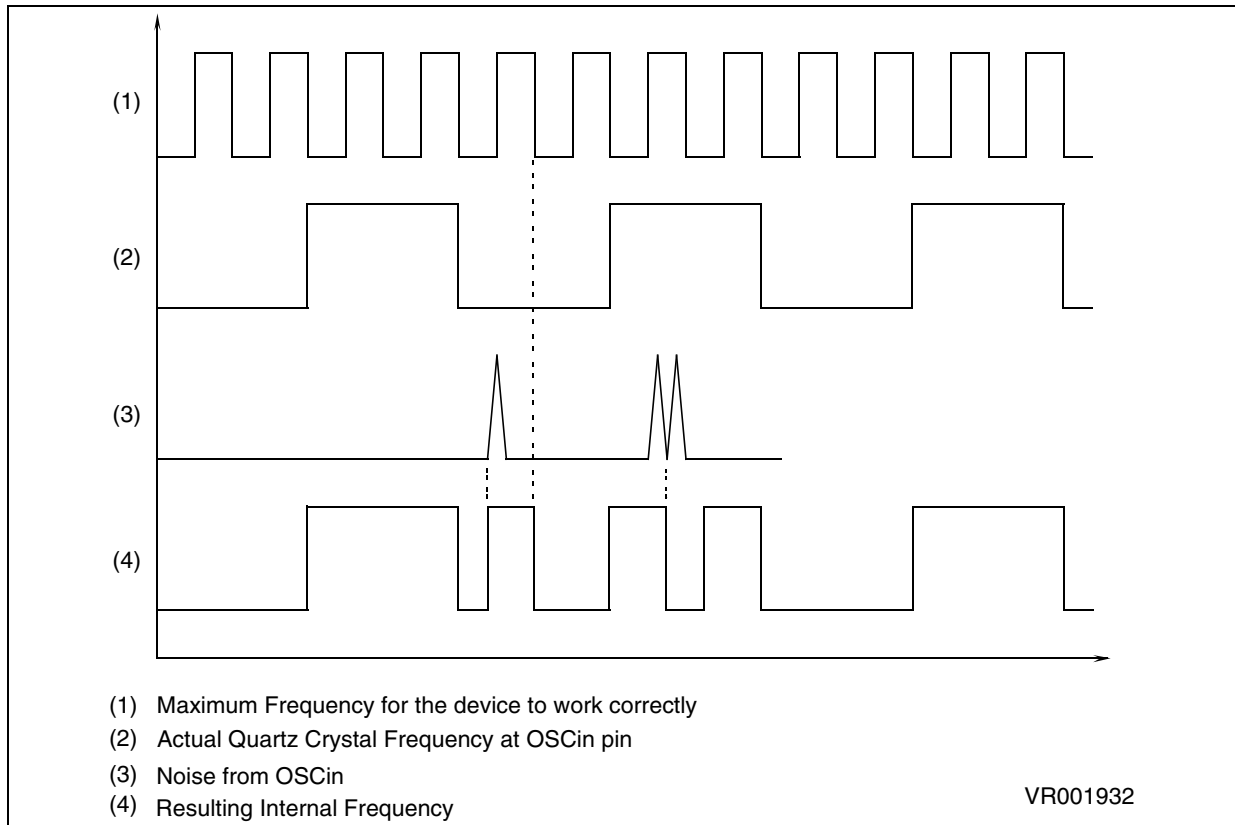 (1)
(2)
(3)
(4)
(1) Maximum Frequency for the device to work correctly
(2) Actual Quartz Crystal Frequency at OSCin pin
(3) Noise from OSCin
(4) Resulting Internal Frequency
VR001932